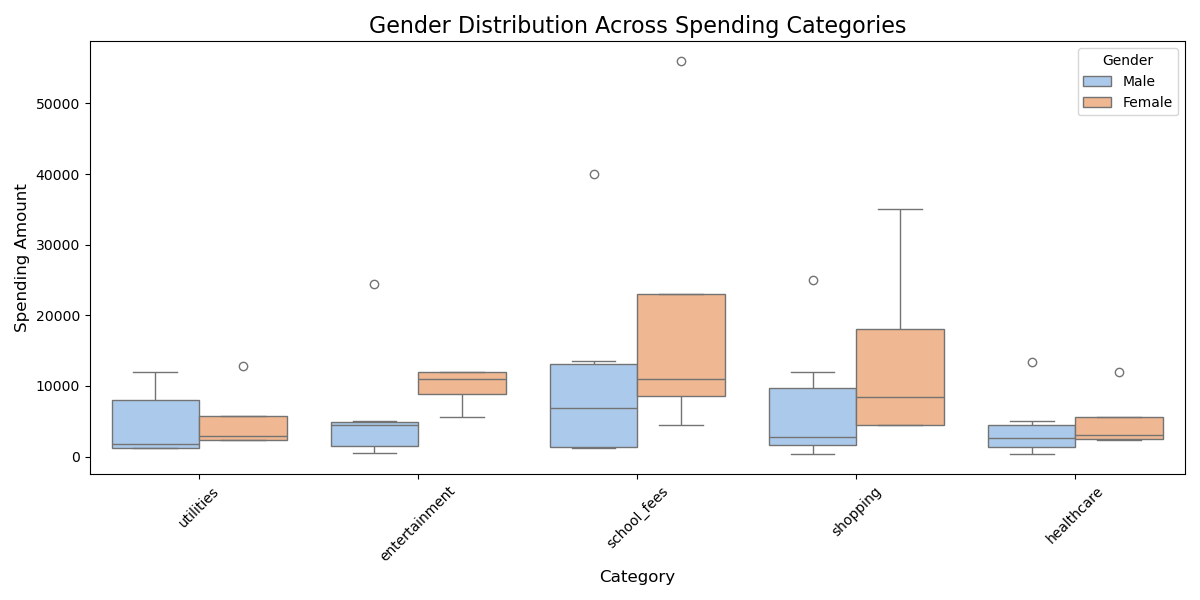 Gender Distribution Across Spending Categories
Gender
Male
Female
Spending Amount
50000
40000
30000
20000
10000
0
utilities
entertainment
school_fees
shopping
healthcare
Category